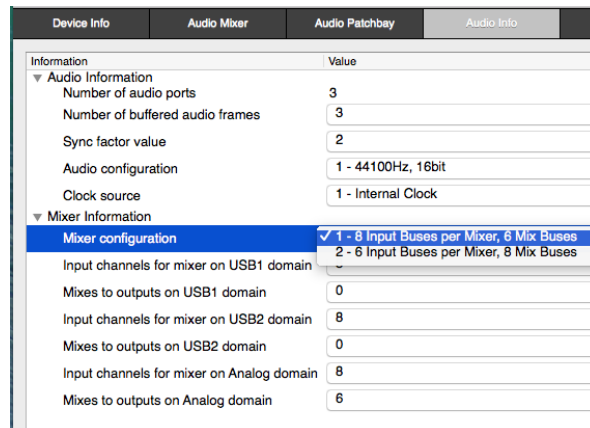 Device Info Audio Mixer Audio Patchbay Audio Info
Information Value
Audio Information
Number of audio ports 3
Number of buffered audio frames 3
Sync factor value 2
Audio configuration 1 - 44100Hz, 16bit
Clock source 1 - Internal Clock
Mixer Information
Mixer configuration ✓ 1 - 8 Input Buses per Mixer, 6 Mix Buses
2 - 6 Input Buses per Mixer, 8 Mix Buses
Input channels for mixer on USB1 domain
Mixes to outputs on USB1 domain 0
Input channels for mixer on USB2 domain 8
Mixes to outputs on USB2 domain 0
Input channels for mixer on Analog domain 8
Mixes to outputs on Analog domain 6